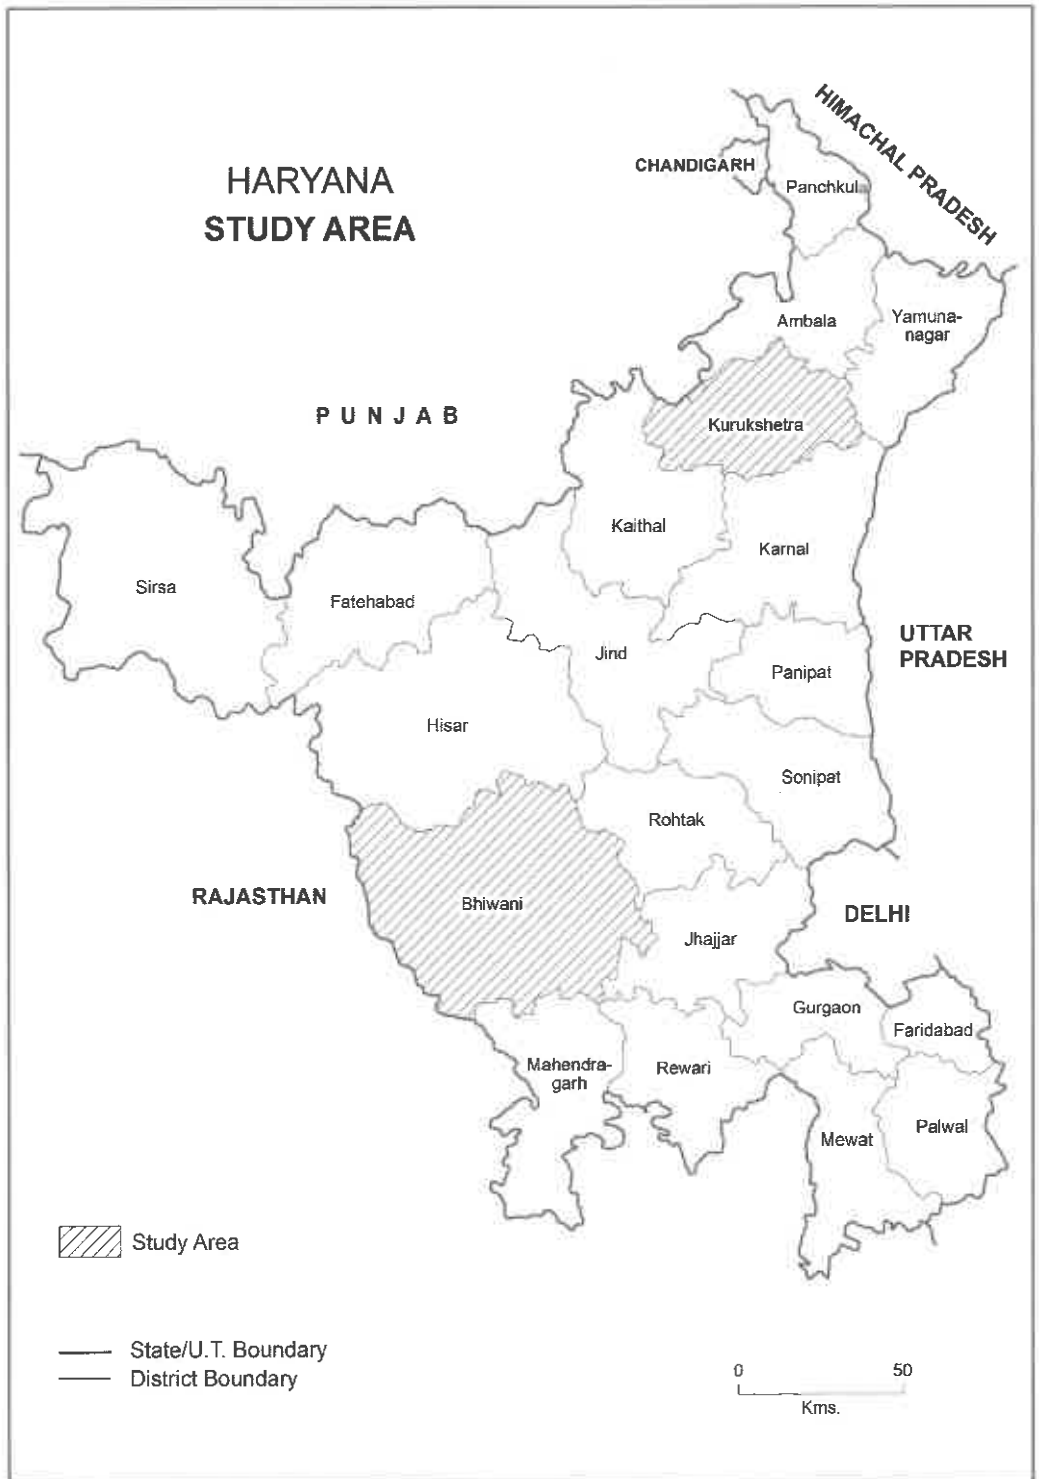 HARYANA
STUDY AREA
CHANDIGARH
HIMACHAL PRADESH
Panchkula
Ambala
Yamuna-
nagar
PUNJAB
Kurukshetra
Kaithal
Karnal
Sirsa
Fatehabad
Jind
UTTAR
PRADESH
Panipat
Hisar
Sonipat
Rohtak
RAJASTHAN
Bhiwani
DELHI
Jhajjar
Gurgaon
Faridabad
Mahendra-
garh
Rewari
Mewat
Palwal
Study Area
State/U.T. Boundary
District Boundary
0 50
Kms.